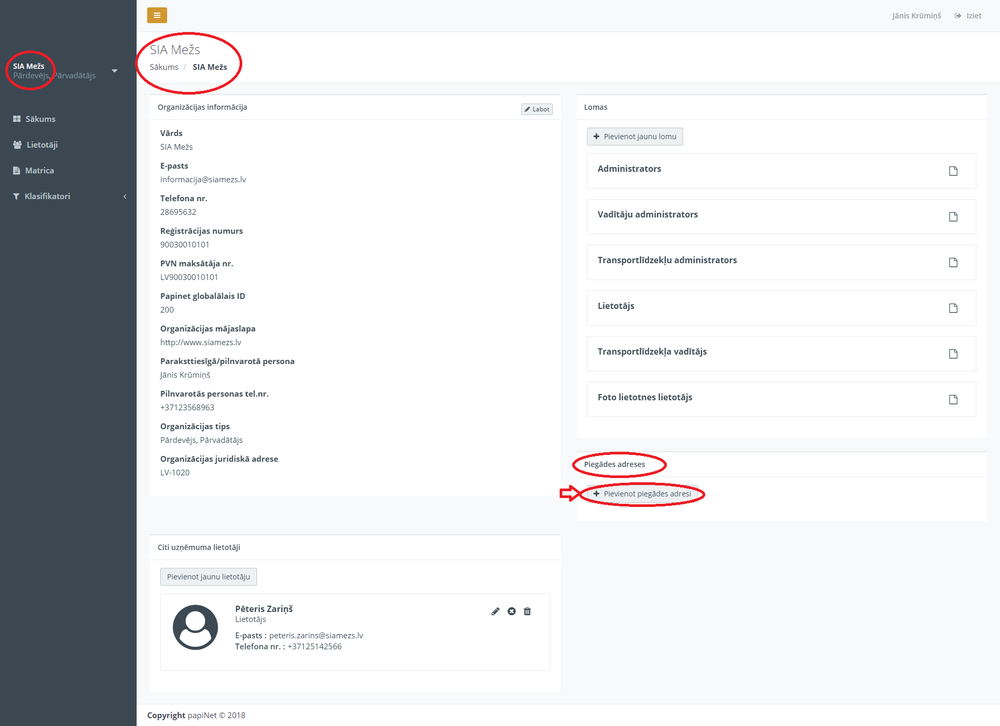 Jānis Krūmiņš
Iziet
SIA Mežs
Pārdevējs, Pārvadātājs
Sākums
Lietotāji
Matrica
Klasifikatori
SIA Mežs
Sākums / SIA Mežs
Organizācijas informācija
Labot
Vārds
SIA Mežs
E-pasts
informacija@siamezs.lv
Telefona nr.
28695632
Reģistrācijas numurs
90030010101
PVN maksātāja nr.
LV90030010101
Papinet globalālais ID
200
Organizācijas mājaslapa
http://www.siamezs.lv
Paraksttiesīgā/pilnvarotā persona
Jānis Krūmiņš
Pilnvarotās personas tel.nr.
+37123568963
Organizācijas tips
Pārdevējs, Pārvadātājs
Organizācijas juridiskā adrese
LV-1020
Lomas
Pievienot jaunu lomu
Administrators
Vadītāju administrators
Transportlīdzekļu administrators
Lietotājs
Transportlīdzekļa vadītājs
Foto lietotnes lietotājs
Piegādes adreses
Pievienot piegādes adresi
Citi uzņēmuma lietotāji
Pievienot jaunu lietotāju
Pēteris Zariņš
Lietotājs
E-pasts : peteris.zarins@siamezs.lv
Telefona nr. : +37125142566
Copyright papiNet © 2018